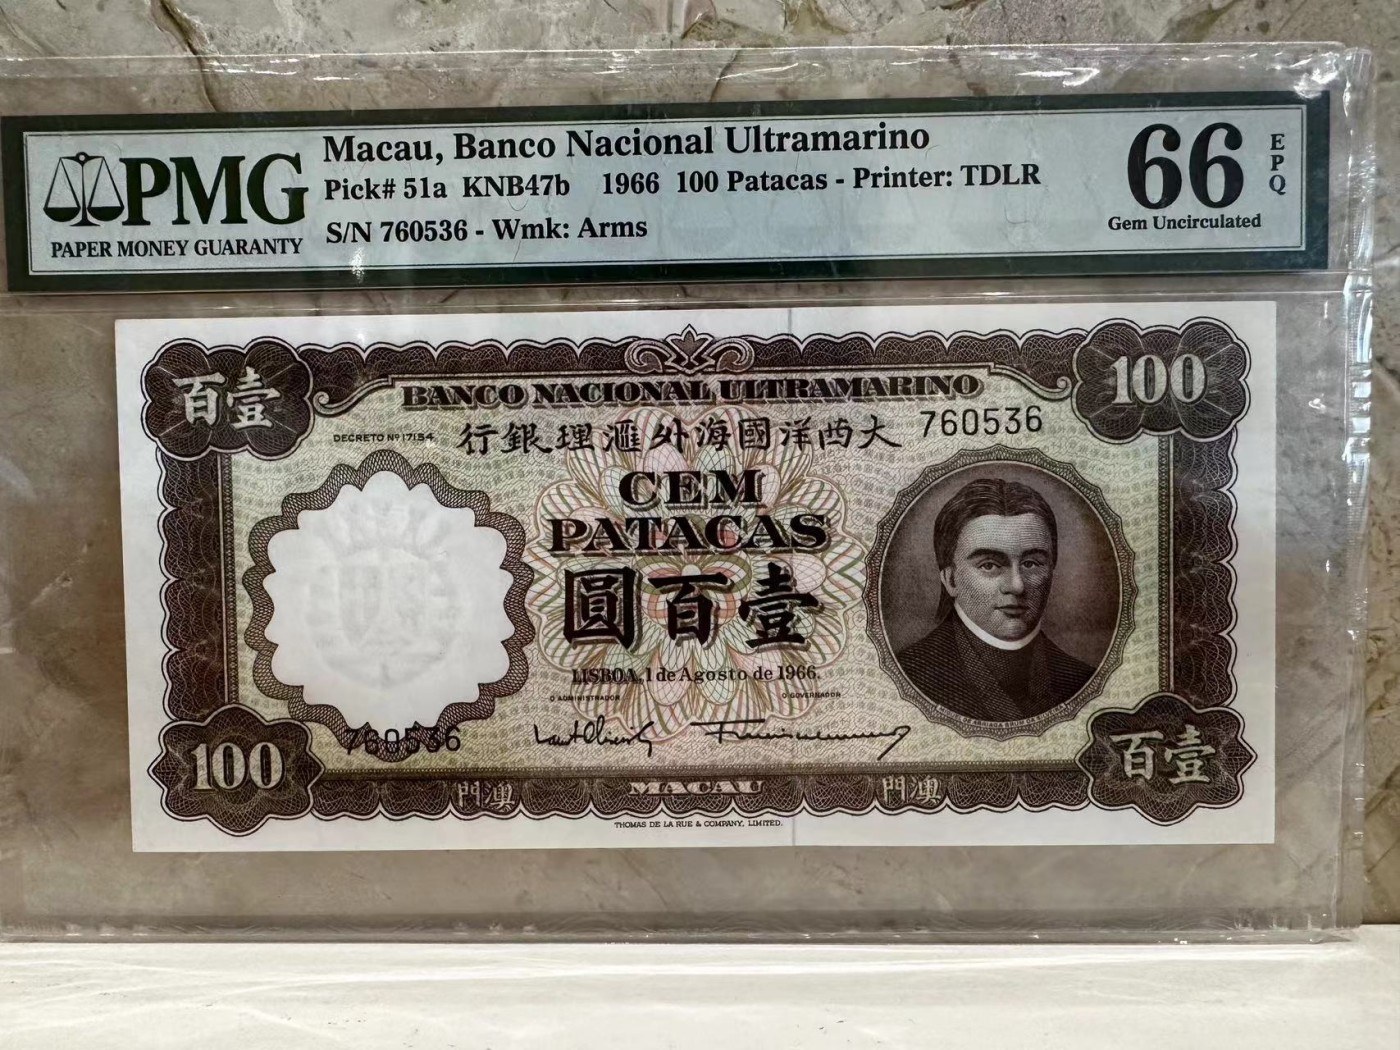 PMG
PAPER MONEY GUARANTY
Macau, Banco Nacional Ultramarino
Pick# 51a KNB47b 1966 100 Patacas - Printer: TDLR
S/N 760536 - Wmk: Arms
66
EPQ
Gem Uncirculated
百壹
100
BANCO NACIONAL ULTRAMARINO
DECRETO Nº 17154
行銀理滙外海國洋西大
760536
CEM
PATACAS
圓百壹
LISBOA, 1 de Agosto de 1966.
O ADMINISTRADOR
O GOVERNADOR
760536
100
百壹
門澳
MACAU
門澳
THOMAS DE LA RUE & COMPANY, LIMITED.